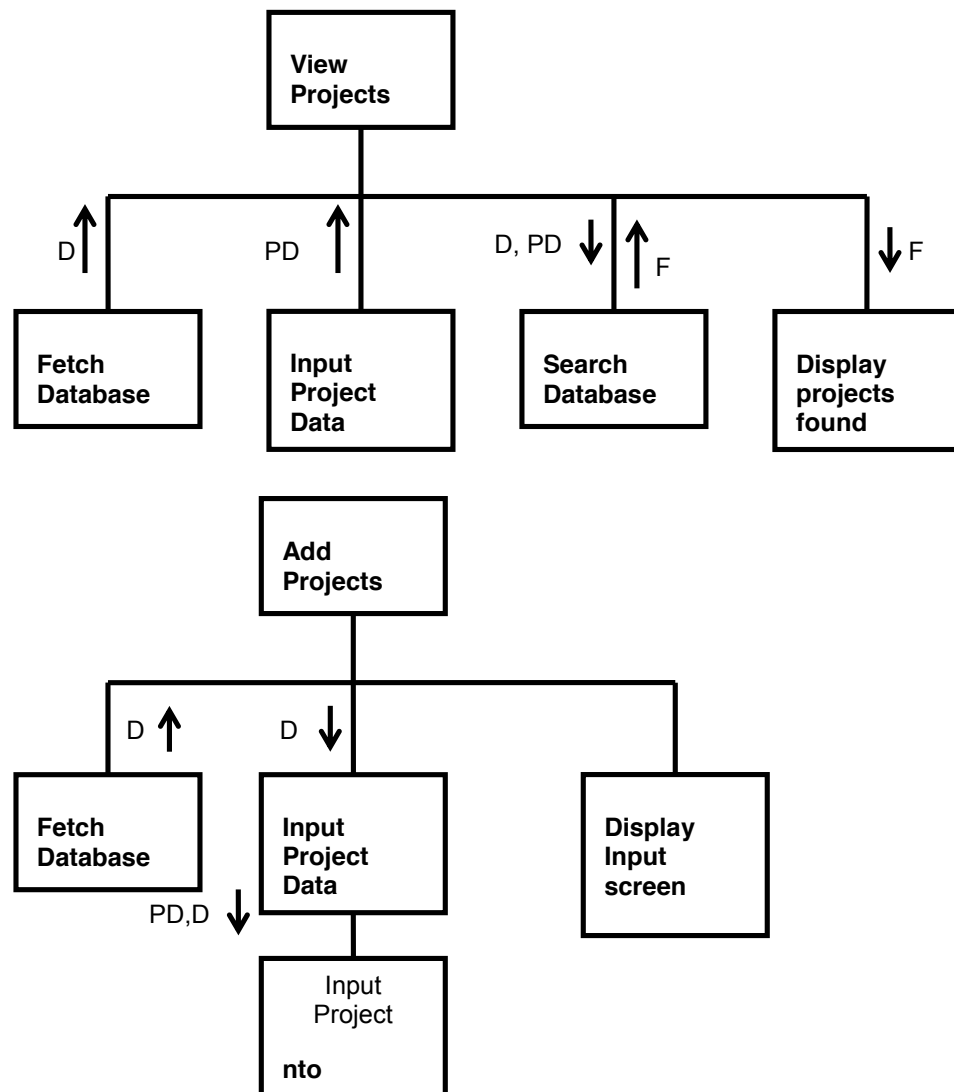 View
Projects
D
PD
D, PD
F
F
Fetch
Database
Input
Project
Data
Search
Database
Display
projects
found
Add
Projects
D
D
Fetch
Database
Input
Project
Data
Display
Input
screen
PD,D
Input
Project
nto